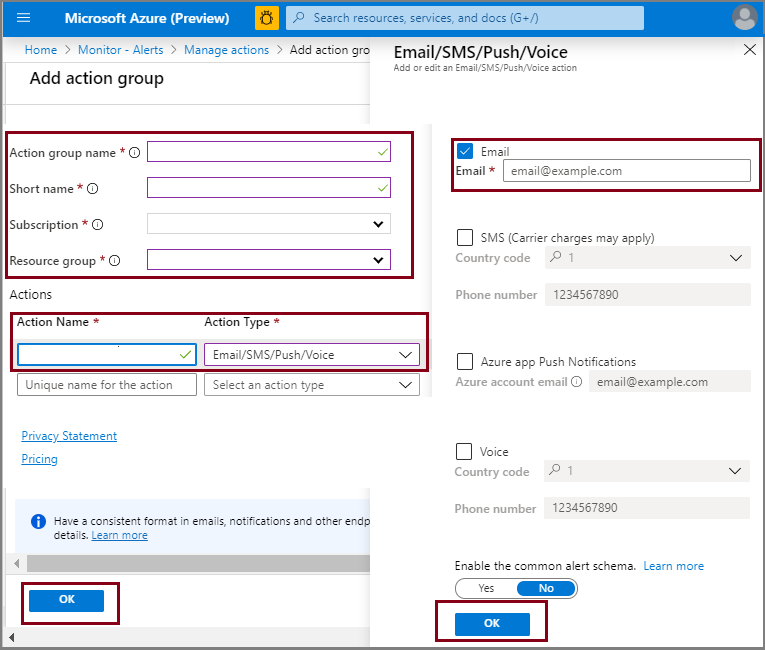 Microsoft Azure (Preview)
Search resources, services, and docs (G+/)
Home > Monitor - Alerts > Manage actions > Add action gro
Add action group
Action group name *
Short name *
Subscription *
Resource group *
Actions
Action Name *
Action Type *
Email/SMS/Push/Voice
Unique name for the action
Select an action type
Privacy Statement
Pricing
Have a consistent format in emails, notifications and other endp
details. Learn more
OK
Email/SMS/Push/Voice
Add or edit an Email/SMS/Push/Voice action
Email
Email *
email@example.com
SMS (Carrier charges may apply)
Country code
1
Phone number
1234567890
Azure app Push Notifications
Azure account email
email@example.com
Voice
Country code
1
Phone number
1234567890
Enable the common alert schema. Learn more
Yes
No
OK